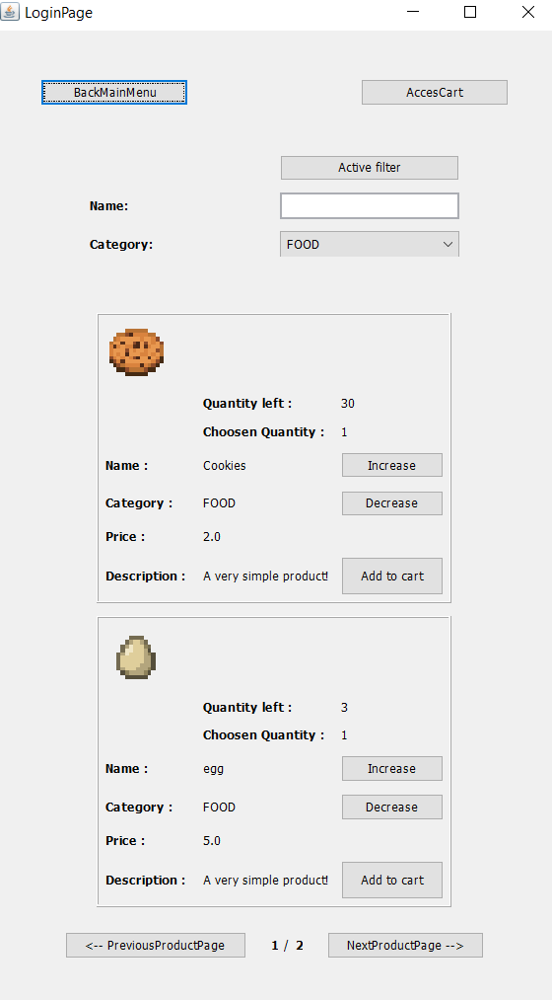 LoginPage
BackMainMenu AccesCart
Active filter
Name:
Category: FOOD
Quantity left : 30
Choosen Quantity : 1
Name : Cookies Increase
Category : FOOD Decrease
Price : 2.0
Description : A very simple product! Add to cart
Quantity left : 3
Choosen Quantity : 1
Name : egg Increase
Category : FOOD Decrease
Price : 5.0
Description : A very simple product! Add to cart
<-- PreviousProductPage 1 / 2 NextProductPage -->